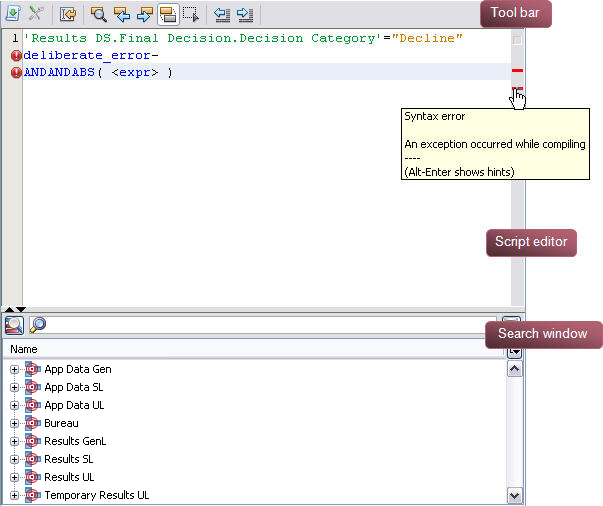 Tool bar
1 'Results DS.Final Decision.Decision Category'="Decline"
deliberate_error-
ANDANDABS( <expr> )
Syntax error
An exception occurred while compiling
----
(Alt-Enter shows hints)
Script editor
Search window
Name
App Data Gen
App Data SL
App Data UL
Bureau
Results GenL
Results SL
Results UL
Temporary Results UL